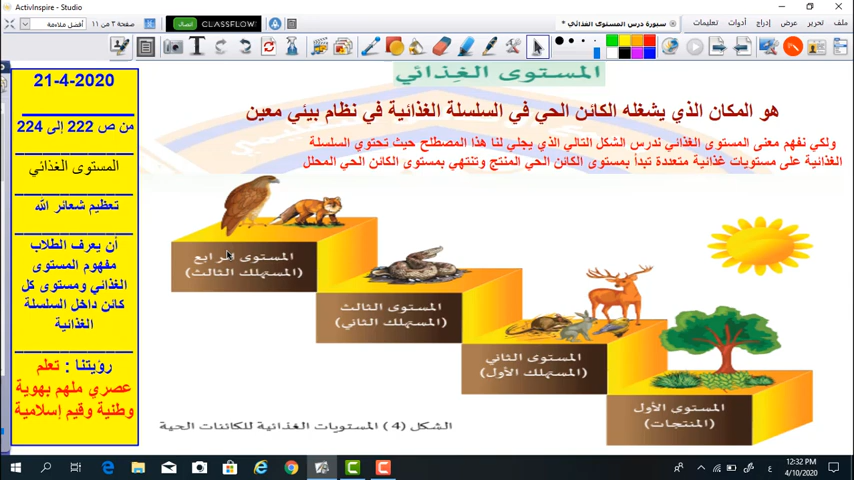 ActivInspire - Studio
ملف
تحرير
عرض
إدراج
أدوات
تعليمات
سبورة درس المستوى الغذائي*
CLASSFLOW
اتصال
صفحة ٣ من ١١
أفضل ملاءمة
المستوى الغِذائي
هو المكان الذي يشغله الكائن الحي في السلسلة الغذائية في نظام بيئي معين
ولكي نفهم معنى المستوى الغذائي ندرس الشكل التالي الذي يجلي لنا هذا المصطلح حيث تحتوي السلسلة
الغذائية على مستويات غذائية متعددة تبدأ بمستوى الكائن الحي المنتج وتنتهي بمستوى الكائن الحي المحلل
المستوى الرابع
(المستهلك الثالث)
المستوى الثالث
(المستهلك الثاني)
المستوى الثاني
(المستهلك الأول)
المستوى الأول
(المنتجات)
الشكل (4) المستويات الغذائية للكائنات الحية
21-4-2020
من ص 222 إلى 224
المستوى الغذائي
تعظيم شعائر الله
أن يعرف الطلاب
مفهوم المستوى
الغذائي ومستوى كل
كائن داخل السلسلة
الغذائية
رؤيتنا : تعلم
عصري ملهم بهوية
وطنية وقيم إسلامية
12:32 PM
4/10/2020